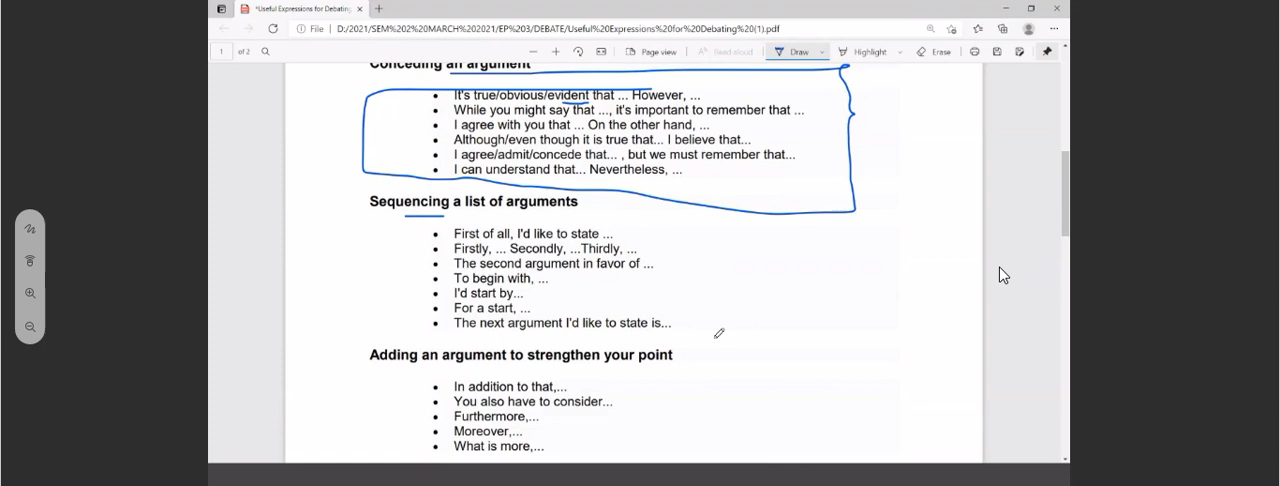 *Useful Expressions for Debating
File D:/2021/SEM%202%20MARCH%202021/EP%203/DEBATE/Useful%20Expressions%20for%20Debating%20(1).pdf
1 of 2 Page view Read aloud Draw Highlight Erase
Conceding an argument
It's true/obvious/evident that ... However, ...
While you might say that ..., it's important to remember that ...
I agree with you that ... On the other hand, ...
Although/even though it is true that... I believe that...
I agree/admit/concede that... , but we must remember that...
I can understand that... Nevertheless, ...
Sequencing a list of arguments
First of all, I'd like to state ...
Firstly, ... Secondly, ...Thirdly, ...
The second argument in favor of ...
To begin with, ...
I'd start by...
For a start, ...
The next argument I'd like to state is...
Adding an argument to strengthen your point
In addition to that,...
You also have to consider...
Furthermore,...
Moreover,...
What is more,...